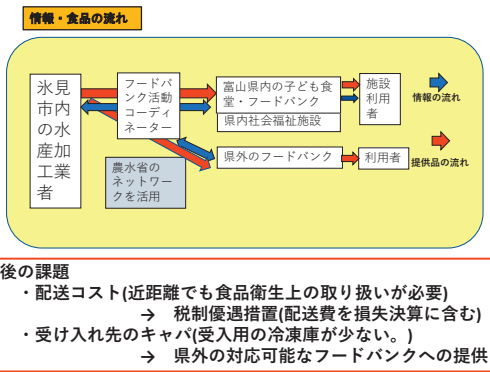 情報・食品の流れ
氷見
市内
の水
産加
工業
者
フードバ
ンク活動
コーディ
ネーター
富山県内の子ども食
堂・フードバンク
県内社会福祉施設
施設
利用
者
情報の流れ
県外のフードバンク
利用者
提供品の流れ
農水省の
ネットワー
クを活用
後の課題
・配送コスト(近距離でも食品衛生上の取り扱いが必要)
→ 税制優遇措置(配送費を損失決算に含む)
・受け入れ先のキャパ(受入用の冷凍庫が少ない。)
→ 県外の対応可能なフードバンクへの提供